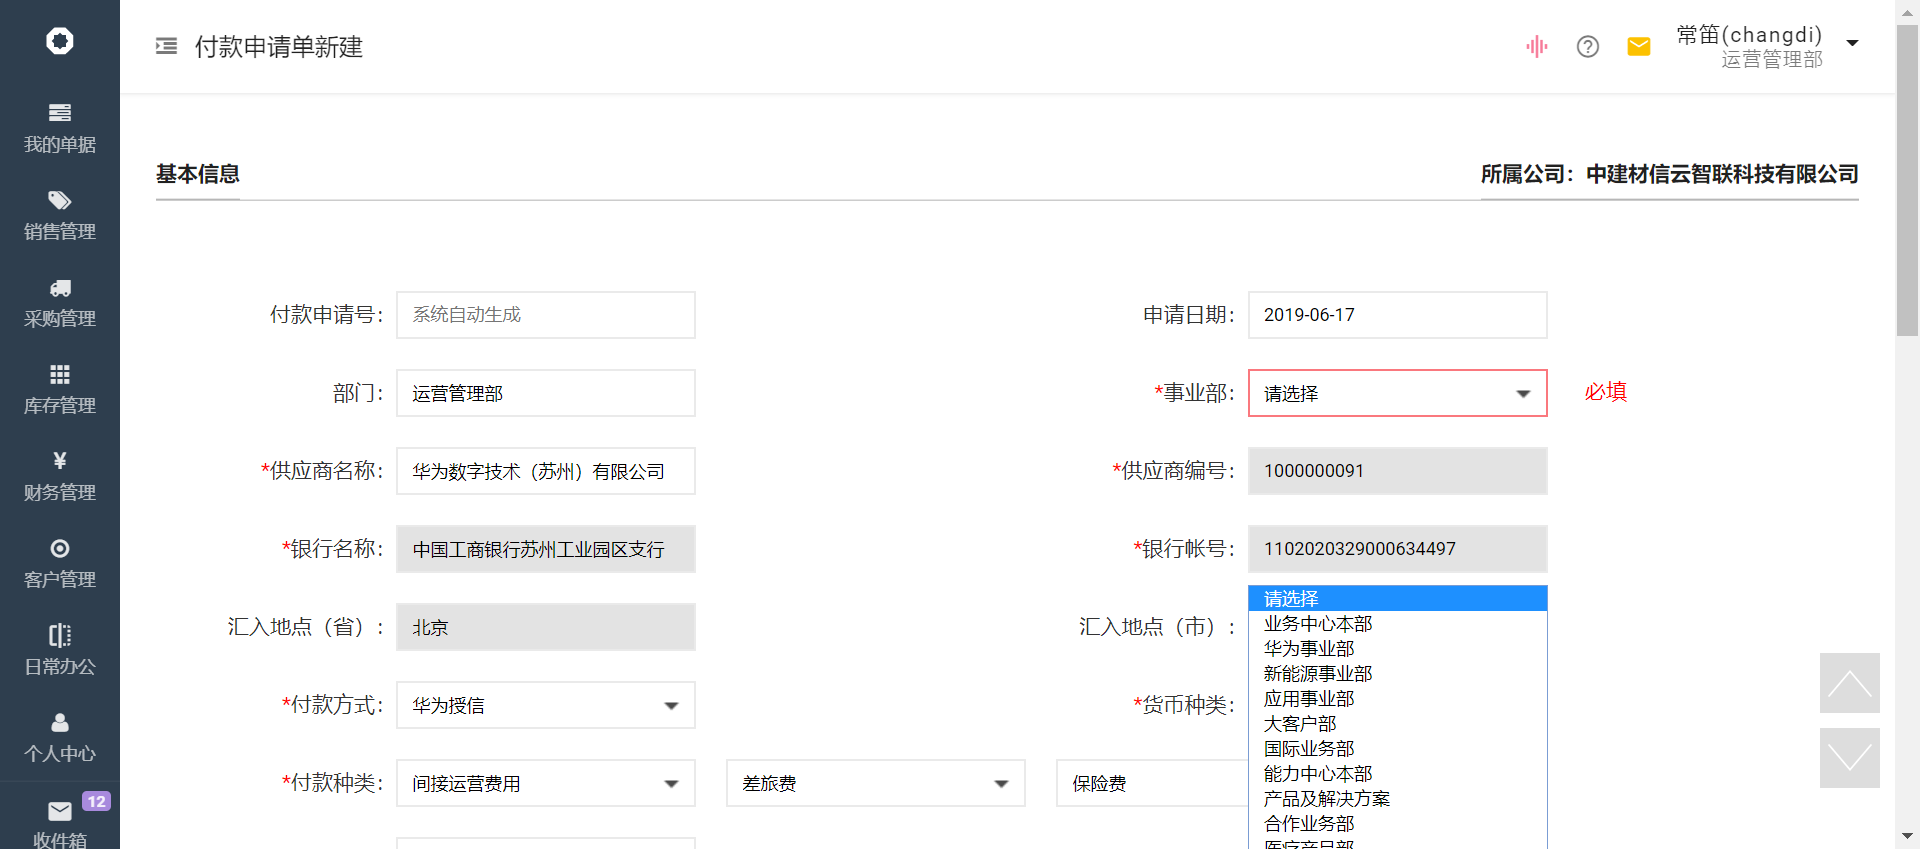 付款申请单新建
常笛(changdi)
运营管理部
我的单据
销售管理
采购管理
库存管理
¥
财务管理
客户管理
日常办公
个人中心
12
收件箱
基本信息
所属公司：中建材信云智联科技有限公司
付款申请号： 系统自动生成
申请日期： 2019-06-17
部门： 运营管理部
*事业部： 请选择 必填
*供应商名称： 华为数字技术（苏州）有限公司
*供应商编号： 1000000091
*银行名称： 中国工商银行苏州工业园区支行
*银行帐号： 1102020329000634497
汇入地点（省）： 北京
汇入地点（市）：
*付款方式： 华为授信
*货币种类：
*付款种类： 间接运营费用 差旅费 保险费
请选择
业务中心本部
华为事业部
新能源事业部
应用事业部
大客户部
国际业务部
能力中心本部
产品及解决方案
合作业务部
医疗产品部